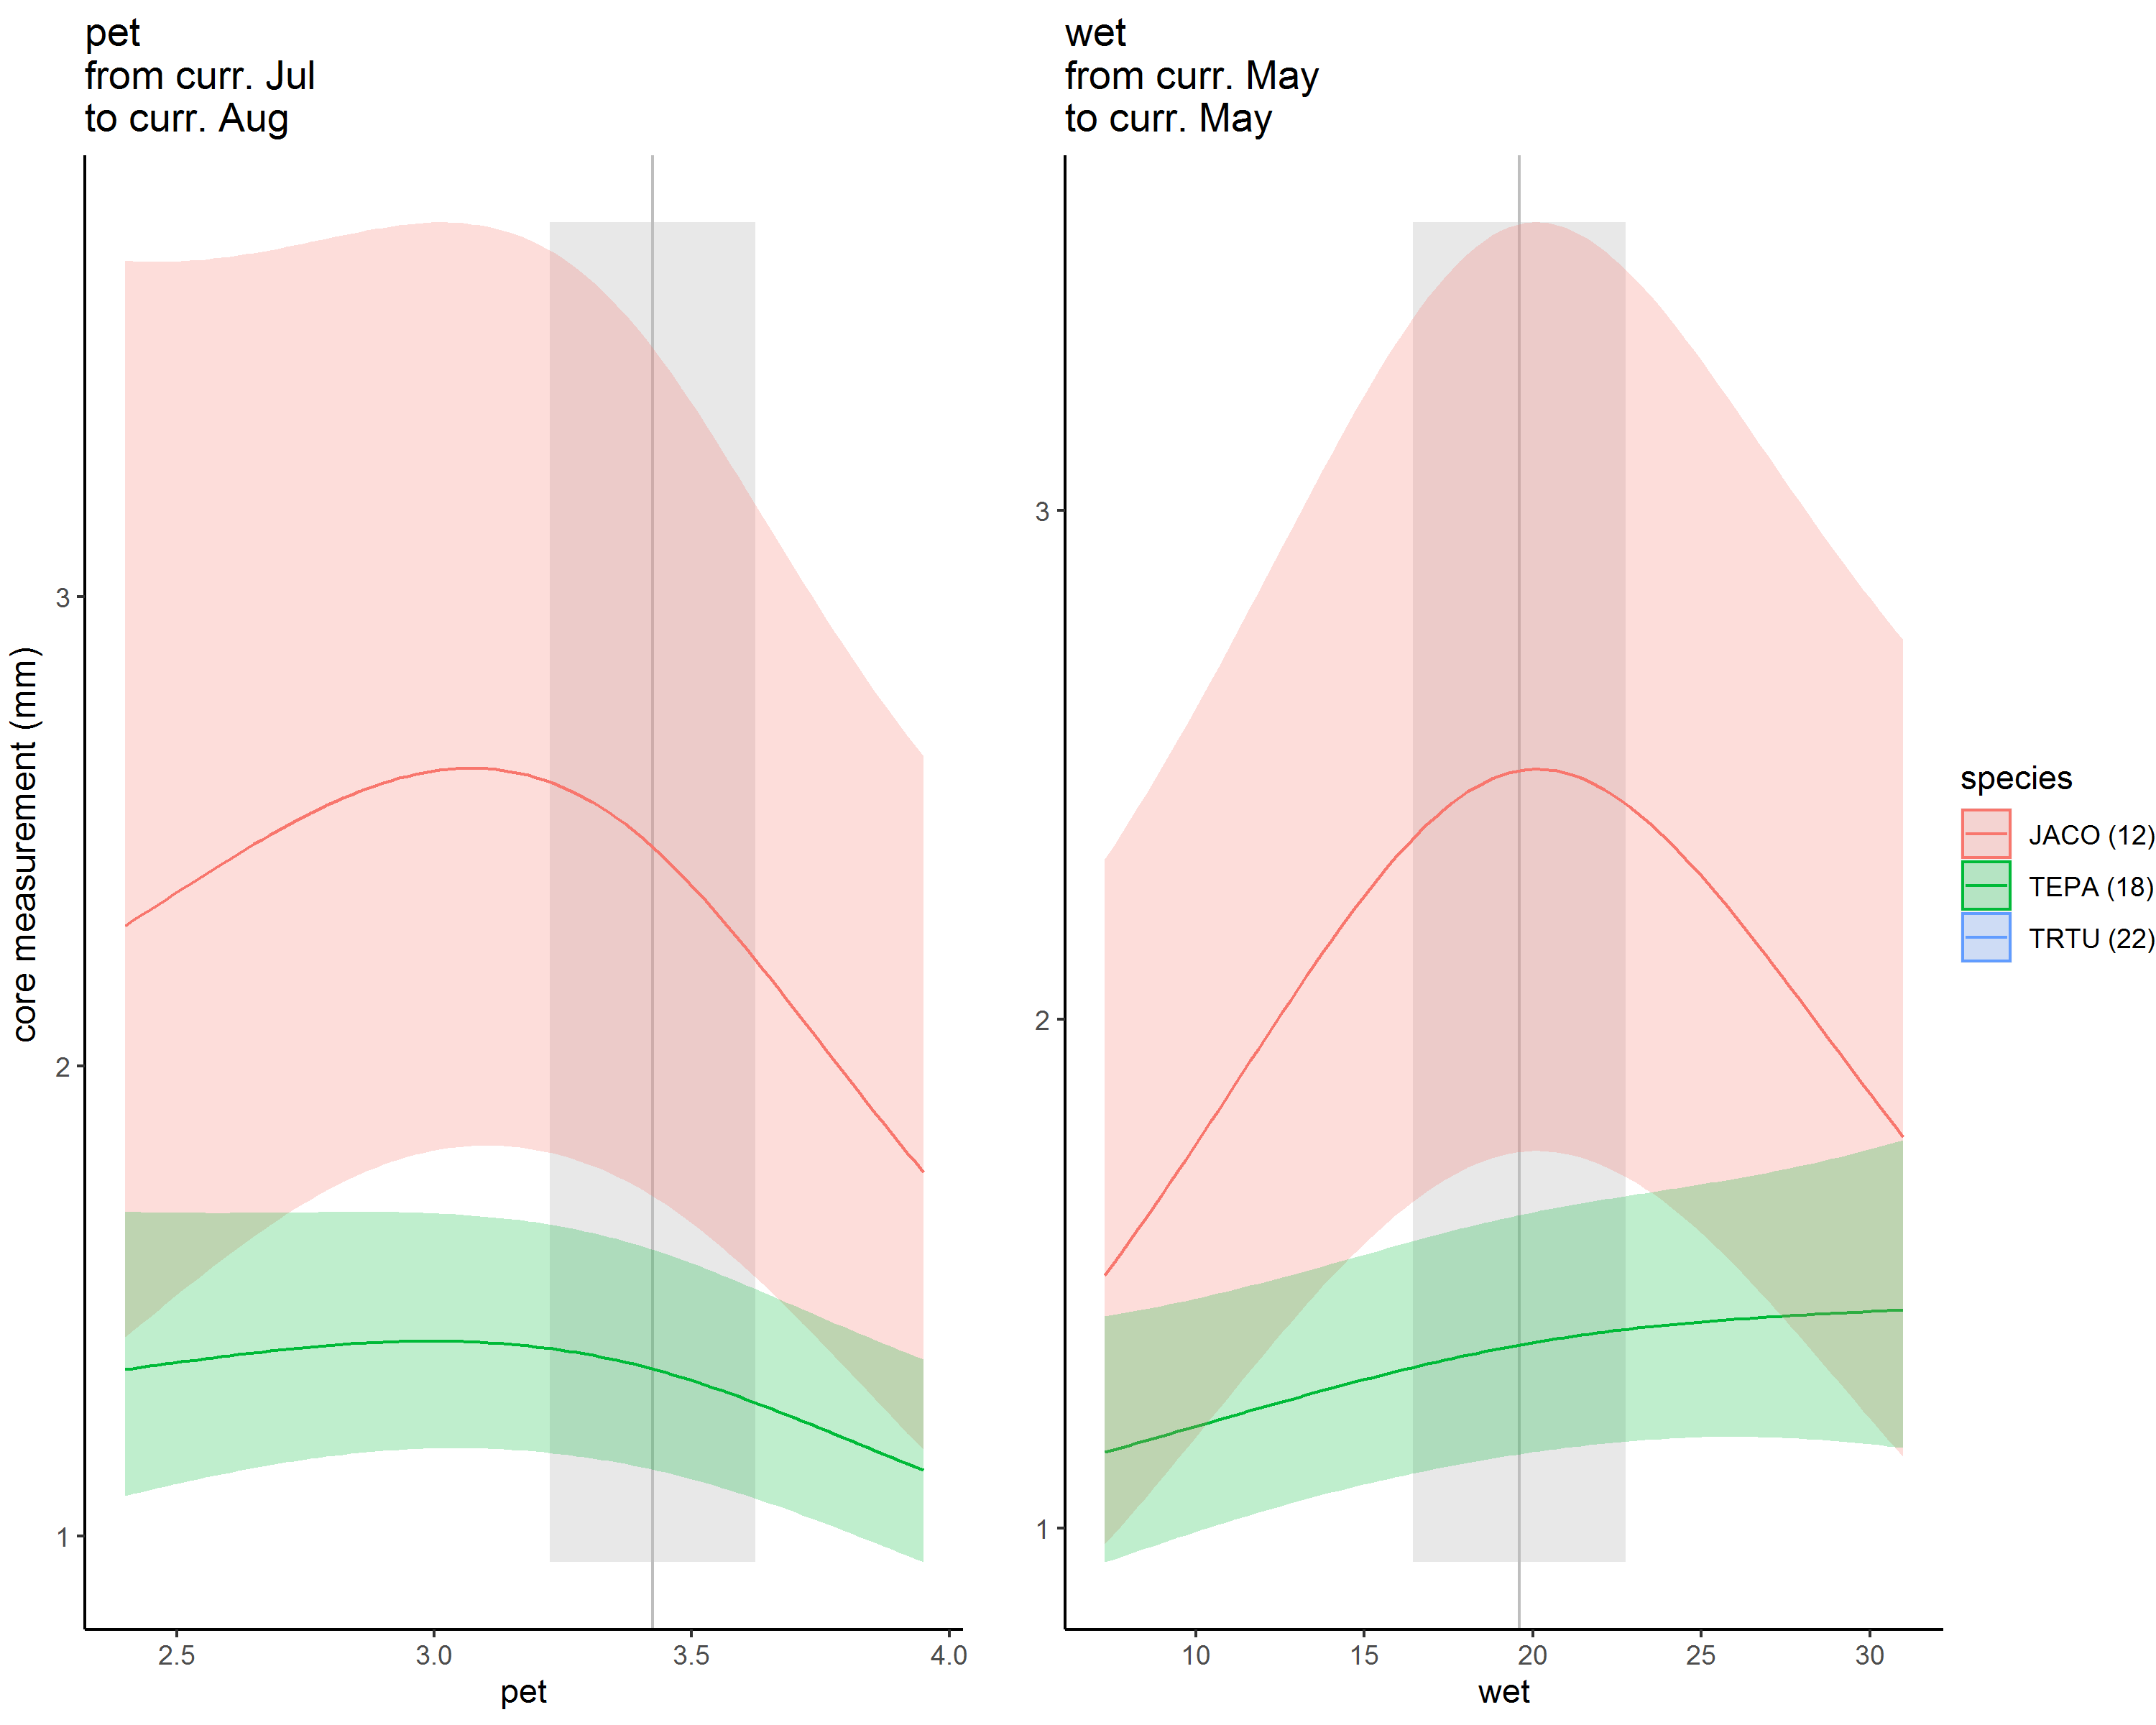 pet
from curr. Jul
to curr. Aug
wet
from curr. May
to curr. May
core measurement (mm)
3
2
1
2.5
3.0
3.5
4.0
pet
3
2
1
10
15
20
25
30
wet
species
JACO (12)
TEPA (18)
TRTU (22)